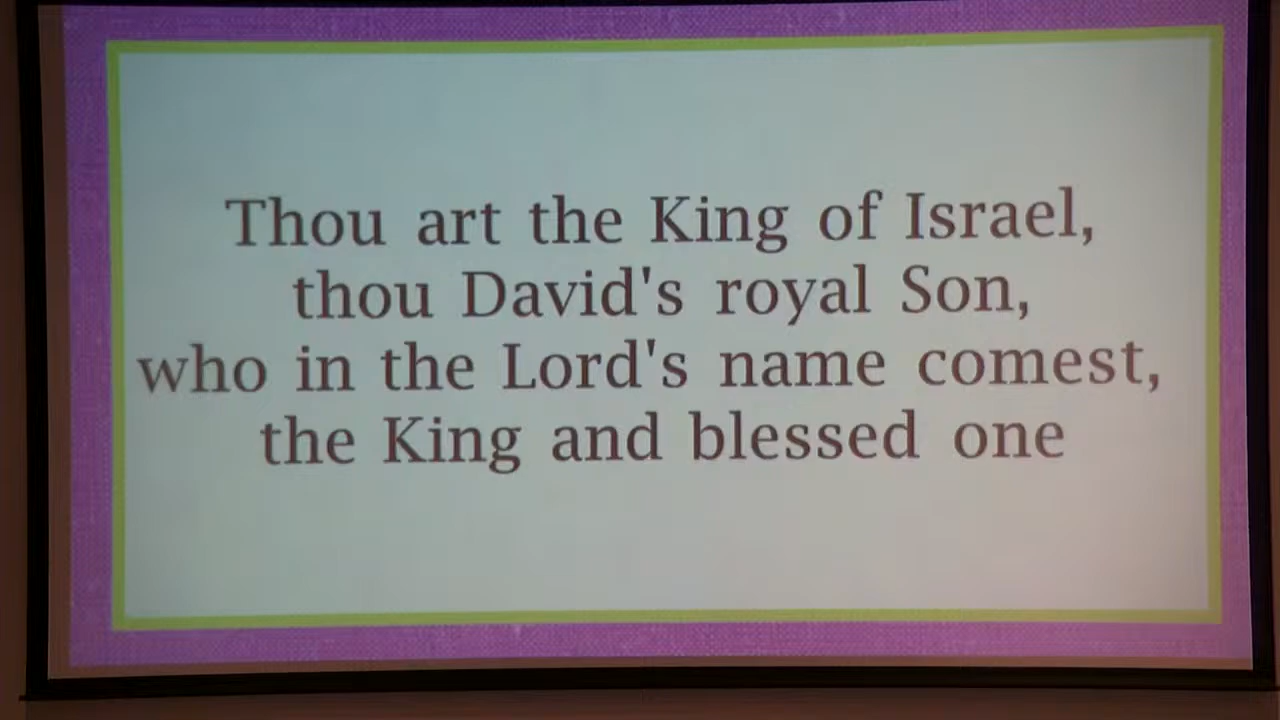 Thou art the King of Israel,
thou David's royal Son,
who in the Lord's name comest,
the King and blessed one